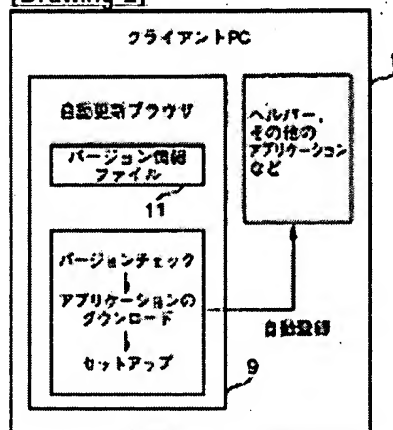 [Drawing 2]
クライアントPC
自動更新ブラウザ
バージョン情報
ファイル
11
バージョンチェック
↓
アプリケーションの
ダウンロード
↓
セットアップ
9
ヘルパー,
その他の
アプリケーション
など
自動登録